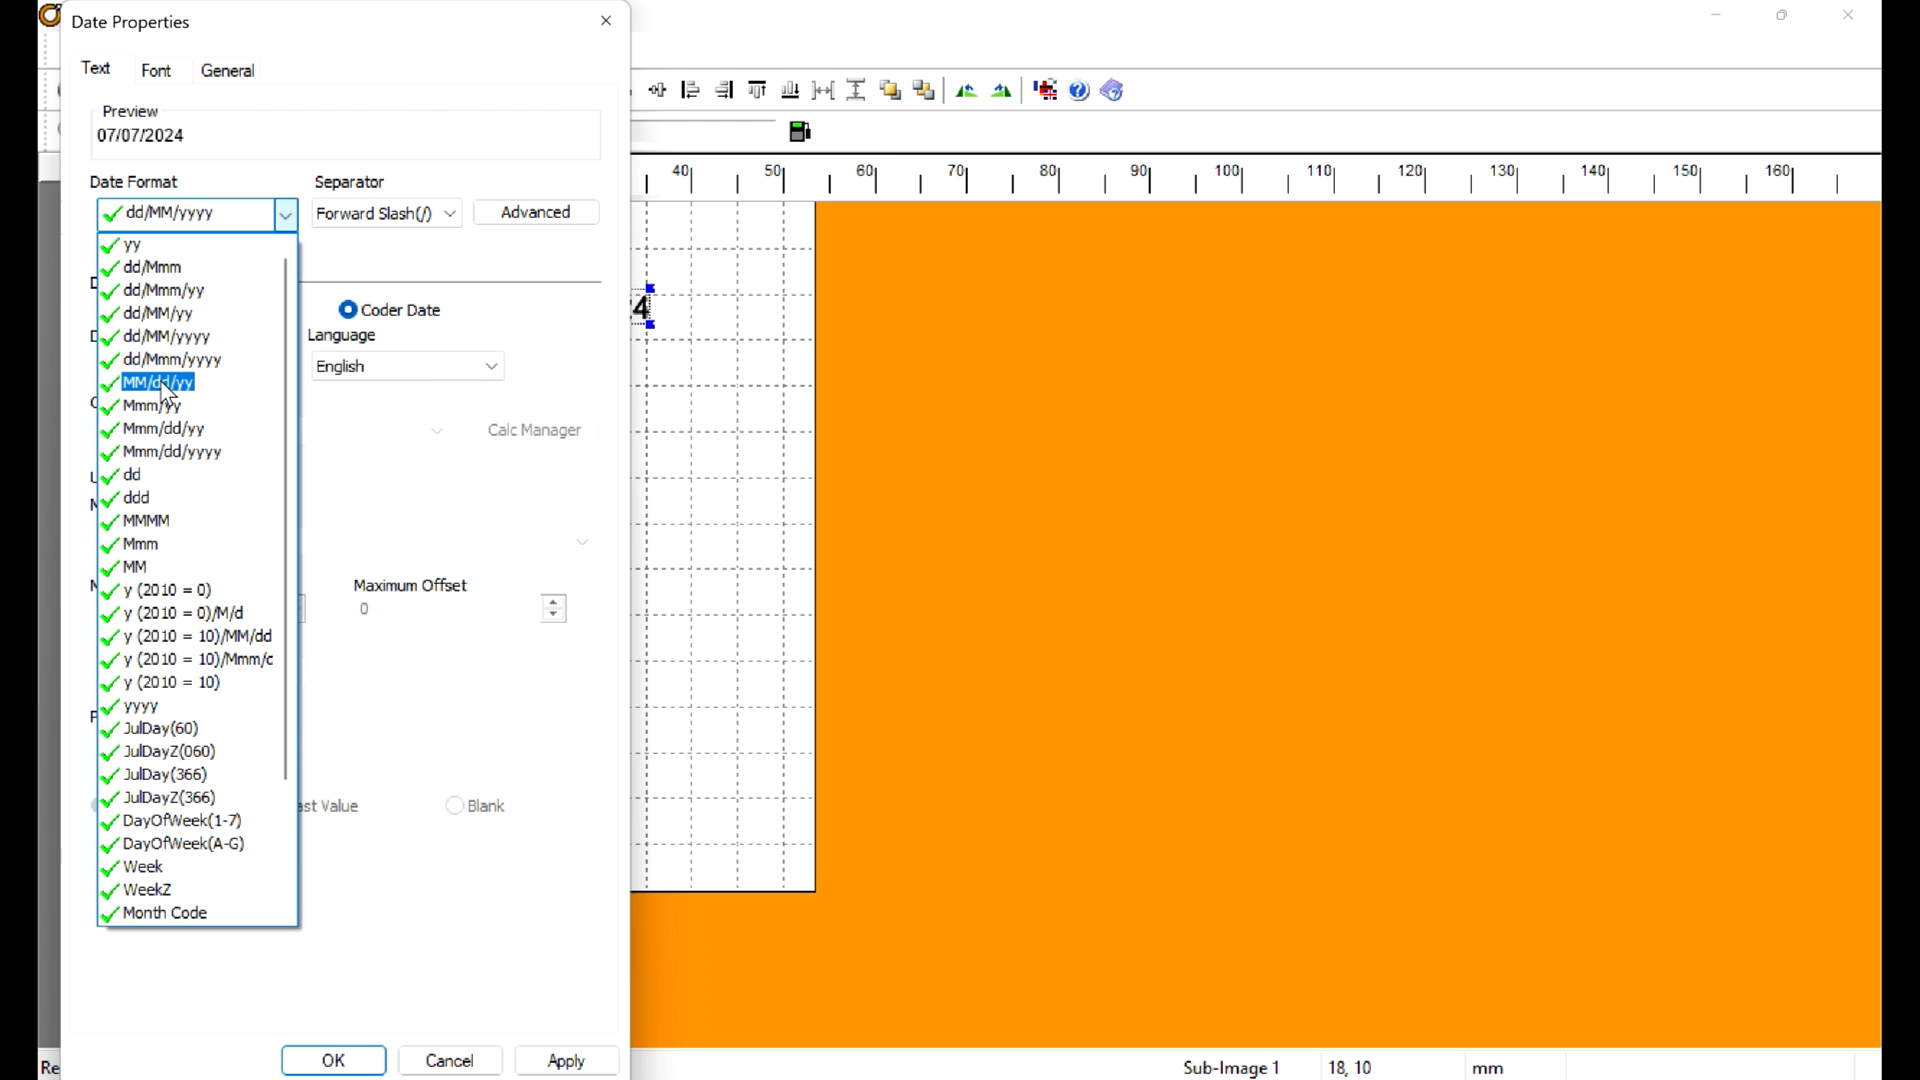 Date Properties
Text Font General
Preview
07/07/2024
Date Format Separator
dd/MM/yyyy Forward Slash(/) Advanced
yy
dd/Mmm
dd/Mmm/yy
dd/MM/yy
dd/MM/yyyy
dd/Mmm/yyyy
MM/dd/yy
Mmm/yy
Mmm/dd/yy
Mmm/dd/yyyy
dd
ddd
MMMM
Mmm
MM
y (2010 = 0)
y (2010 = 0)/M/d
y (2010 = 10)/MM/dd
y (2010 = 10)/Mmm/c
y (2010 = 10)
yyyy
JulDay(60)
JulDayZ(060)
JulDay(366)
JulDayZ(366)
DayOfWeek(1-7)
DayOfWeek(A-G)
Week
WeekZ
Month Code
Coder Date
Language
English
Calc Manager
Maximum Offset
0
ast Value Blank
OK Cancel Apply
40 50 60 70 80 90 100 110 120 130 140 150 160
4
Re Sub-Image 1 18, 10 mm